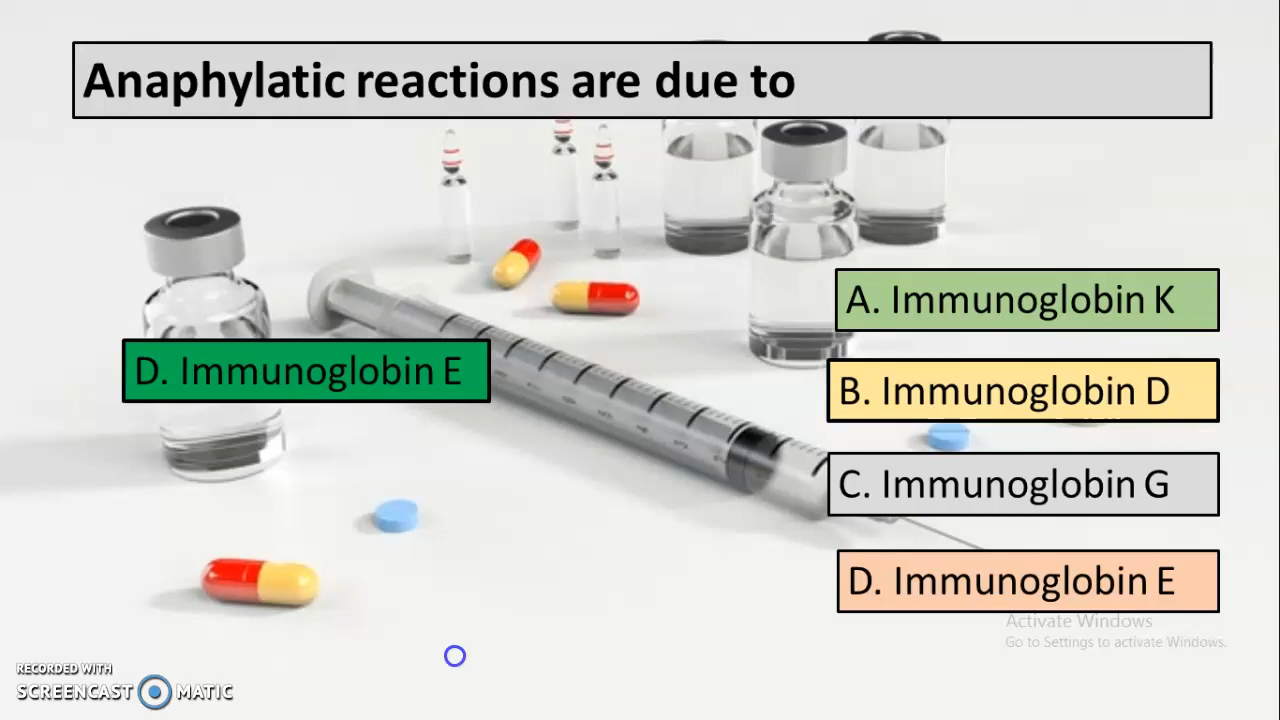 Anaphylatic reactions are due to
A. Immunoglobin K
D. Immunoglobin E
B. Immunoglobin D
C. Immunoglobin G
D. Immunoglobin E
Activate Windows
Go to Settings to activate Windows.
RECORDED WITH
SCREENCAST MATIC